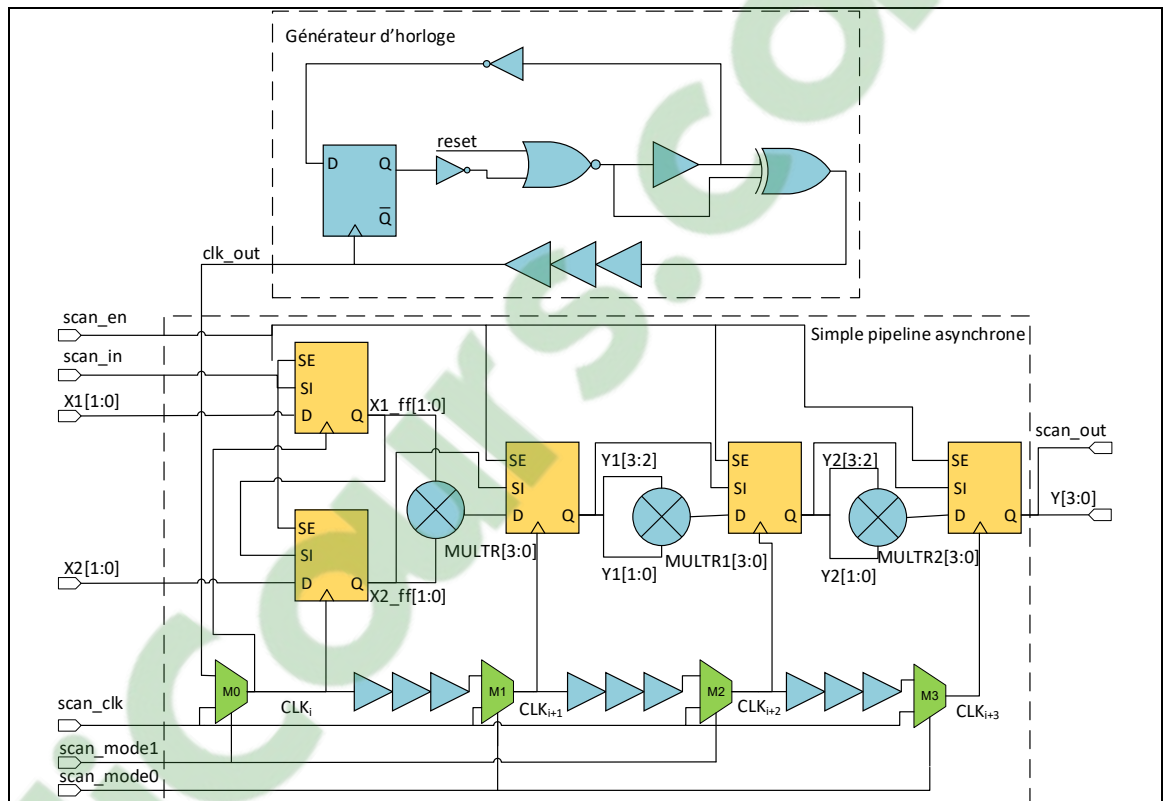 Générateur d'horloge
reset
D Q
Q
clk_out
scan_en
Simple pipeline asynchrone
scan_in
SE
SI
X1[1:0]
D Q
X1_ff[1:0]
scan_out
SE
SI
D Q
Y1[3:2]
SE
SI
D Q
Y2[3:2]
SE
SI
D Q
Y[3:0]
SE
SI
MULTR[3:0]
MULTR1[3:0]
MULTR2[3:0]
X2[1:0]
D Q
X2_ff[1:0]
Y1[1:0]
Y2[1:0]
M0
M1
M2
M3
scan_clk
CLKi
CLKi+1
CLKi+2
CLKi+3
scan_mode1
scan_mode0